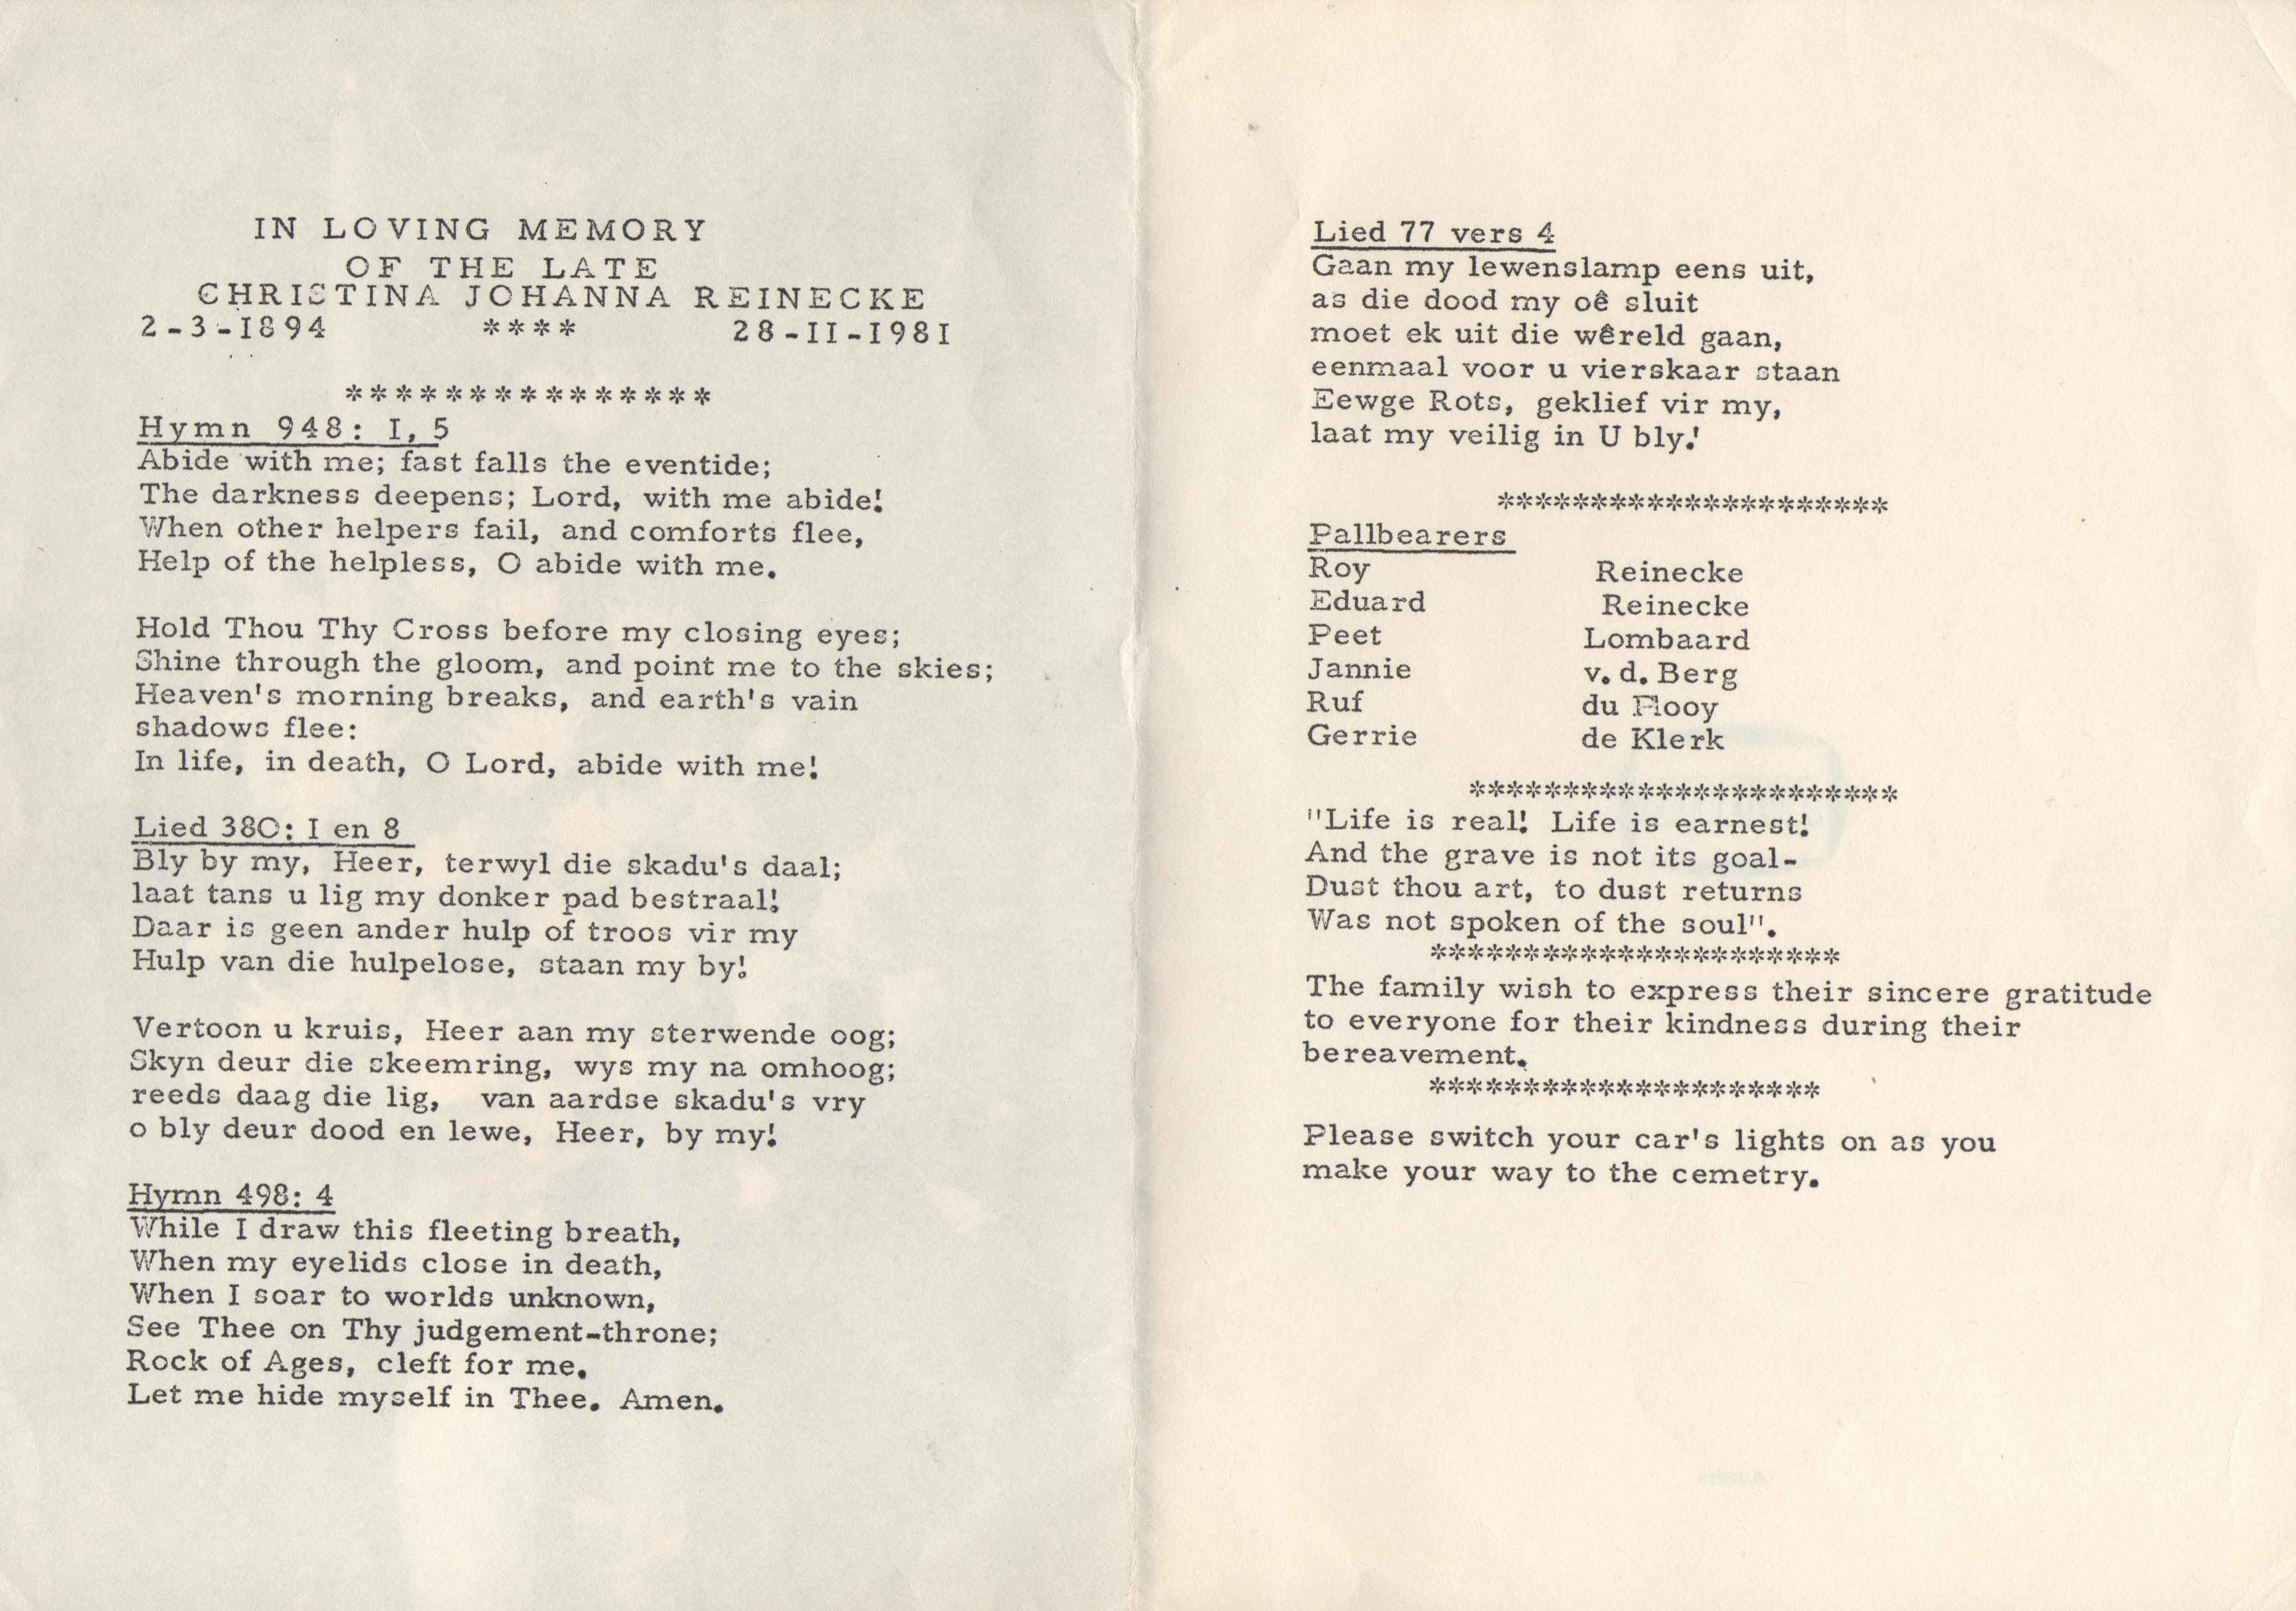 IN LOVING MEMORY
OF THE LATE
CHRISTINA JOHANNA REINECKE
2-3-I894 **** 28-II-I98I
***************
Hymn 948: I, 5
Abide with me; fast falls the eventide;
The darkness deepens; Lord, with me abide!
When other helpers fail, and comforts flee,
Help of the helpless, O abide with me.
Hold Thou Thy Cross before my closing eyes;
Shine through the gloom, and point me to the skies;
Heaven's morning breaks, and earth's vain
shadows flee:
In life, in death, O Lord, abide with me!
Lied 380: I en 8
Bly by my, Heer, terwyl die skadu's daal;
laat tans u lig my donker pad bestraal!
Daar is geen ander hulp of troos vir my
Hulp van die hulpelose, staan my by!
Vertoon u kruis, Heer aan my sterwende oog;
Skyn deur die skeemring, wys my na omhoog;
reeds daag die lig, van aardse skadu's vry
o bly deur dood en lewe, Heer, by my!
Hymn 498: 4
While I draw this fleeting breath,
When my eyelids close in death,
When I soar to worlds unknown,
See Thee on Thy judgement-throne;
Rock of Ages, cleft for me.
Let me hide myself in Thee. Amen.
Lied 77 vers 4
Gaan my lewenslamp eens uit,
as die dood my oê sluit
moet ek uit die wêreld gaan,
eenmaal voor u vierskaar staan
Eewge Rots, geklief vir my,
laat my veilig in U bly!
*********************
Pallbearers
Roy Reinecke
Eduard Reinecke
Peet Lombaard
Jannie v.d. Berg
Ruf du Plooy
Gerrie de Klerk
***********************
"Life is real! Life is earnest!
And the grave is not its goal-
Dust thou art, to dust returns
Was not spoken of the soul".
**********************
The family wish to express their sincere gratitude
to everyone for their kindness during their
bereavement.
*********************
Please switch your car's lights on as you
make your way to the cemetry.